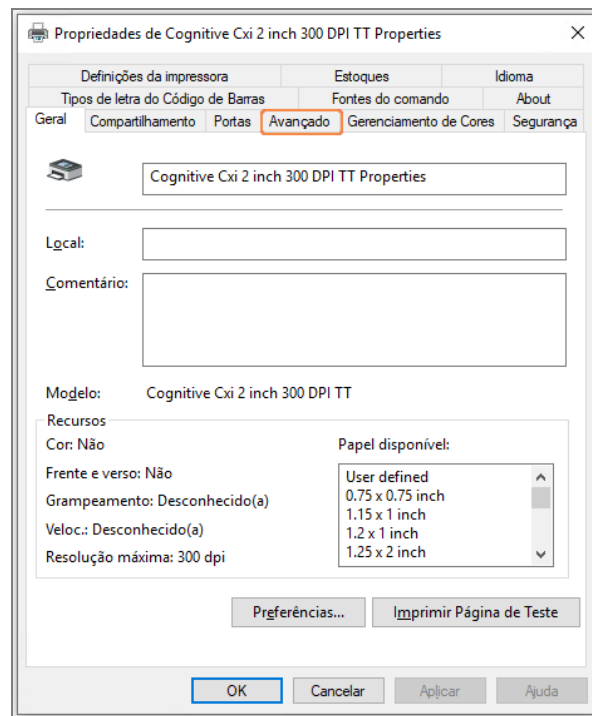 Propriedades de Cognitive Cxi 2 inch 300 DPI TT Properties
Definições da impressora Estoques Idioma
Tipos de letra do Código de Barras Fontes do comando About
Geral Compartilhamento Portas Avançado Gerenciamento de Cores Segurança
Cognitive Cxi 2 inch 300 DPI TT Properties
Local:
Comentário:
Modelo: Cognitive Cxi 2 inch 300 DPI TT
Recursos
Cor: Não Papel disponível:
Frente e verso: Não User defined
0.75 x 0.75 inch
Grampeamento: Desconhecido(a) 1.15 x 1 inch
Veloc.: Desconhecido(a) 1.2 x 1 inch
Resolução máxima: 300 dpi 1.25 x 2 inch
Preferências... Imprimir Página de Teste
OK Cancelar Aplicar Ajuda